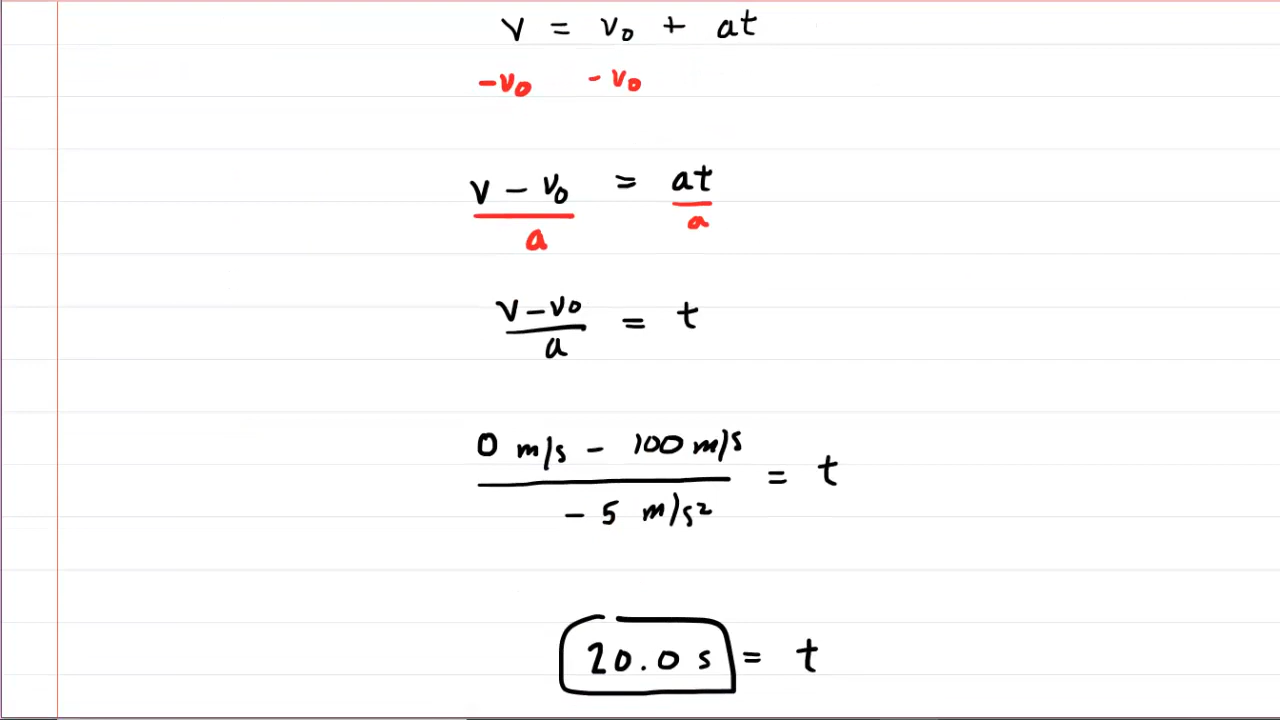 v = v₀ + at
-v₀ -v₀
v - v₀ = at
a a
v - v₀ = t
a
0 m/s - 100 m/s = t
- 5 m/s²
20.0 s = t